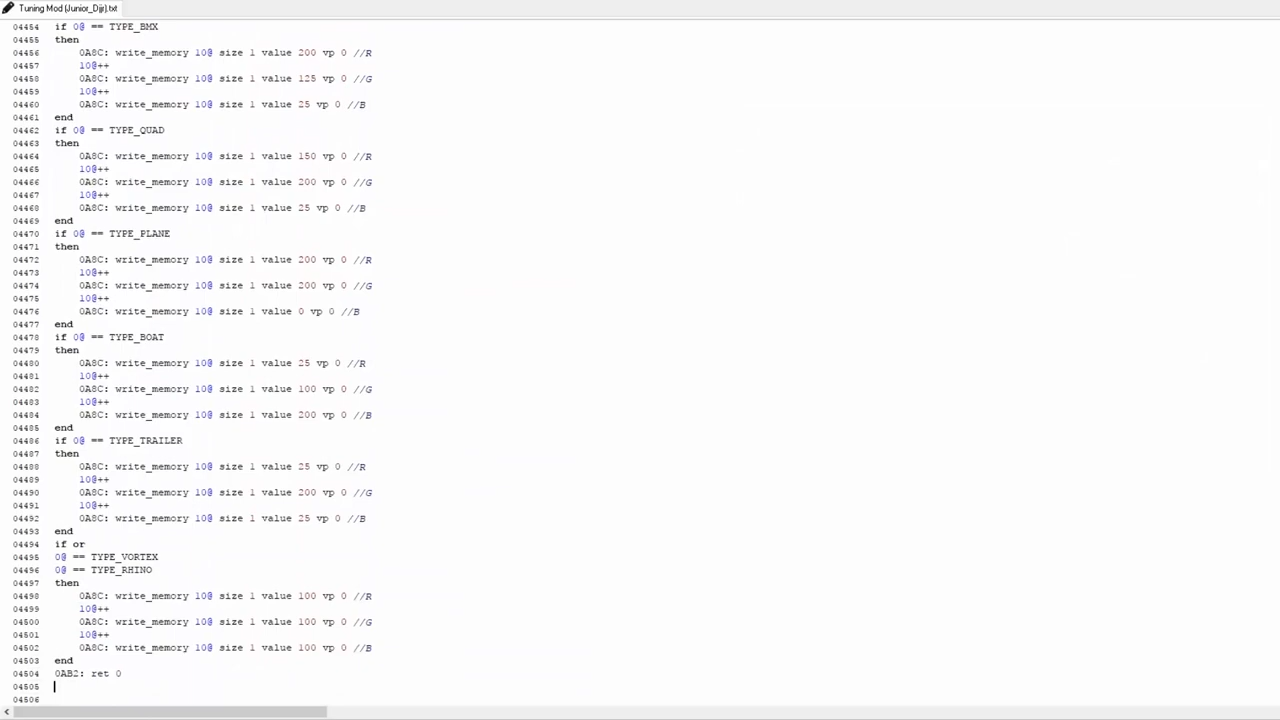 Tuning Mod (Junior_Djjr).txt
04454 if 0@ == TYPE_BMX
04455 then
04456 0A8C: write_memory 10@ size 1 value 200 vp 0 //R
04457 10@++
04458 0A8C: write_memory 10@ size 1 value 125 vp 0 //G
04459 10@++
04460 0A8C: write_memory 10@ size 1 value 25 vp 0 //B
04461 end
04462 if 0@ == TYPE_QUAD
04463 then
04464 0A8C: write_memory 10@ size 1 value 150 vp 0 //R
04465 10@++
04466 0A8C: write_memory 10@ size 1 value 200 vp 0 //G
04467 10@++
04468 0A8C: write_memory 10@ size 1 value 25 vp 0 //B
04469 end
04470 if 0@ == TYPE_PLANE
04471 then
04472 0A8C: write_memory 10@ size 1 value 200 vp 0 //R
04473 10@++
04474 0A8C: write_memory 10@ size 1 value 200 vp 0 //G
04475 10@++
04476 0A8C: write_memory 10@ size 1 value 0 vp 0 //B
04477 end
04478 if 0@ == TYPE_BOAT
04479 then
04480 0A8C: write_memory 10@ size 1 value 25 vp 0 //R
04481 10@++
04482 0A8C: write_memory 10@ size 1 value 100 vp 0 //G
04483 10@++
04484 0A8C: write_memory 10@ size 1 value 200 vp 0 //B
04485 end
04486 if 0@ == TYPE_TRAILER
04487 then
04488 0A8C: write_memory 10@ size 1 value 25 vp 0 //R
04489 10@++
04490 0A8C: write_memory 10@ size 1 value 200 vp 0 //G
04491 10@++
04492 0A8C: write_memory 10@ size 1 value 25 vp 0 //B
04493 end
04494 if or
04495 0@ == TYPE_VORTEX
04496 0@ == TYPE_RHINO
04497 then
04498 0A8C: write_memory 10@ size 1 value 100 vp 0 //R
04499 10@++
04500 0A8C: write_memory 10@ size 1 value 100 vp 0 //G
04501 10@++
04502 0A8C: write_memory 10@ size 1 value 100 vp 0 //B
04503 end
04504 0AB2: ret 0
04505
04506